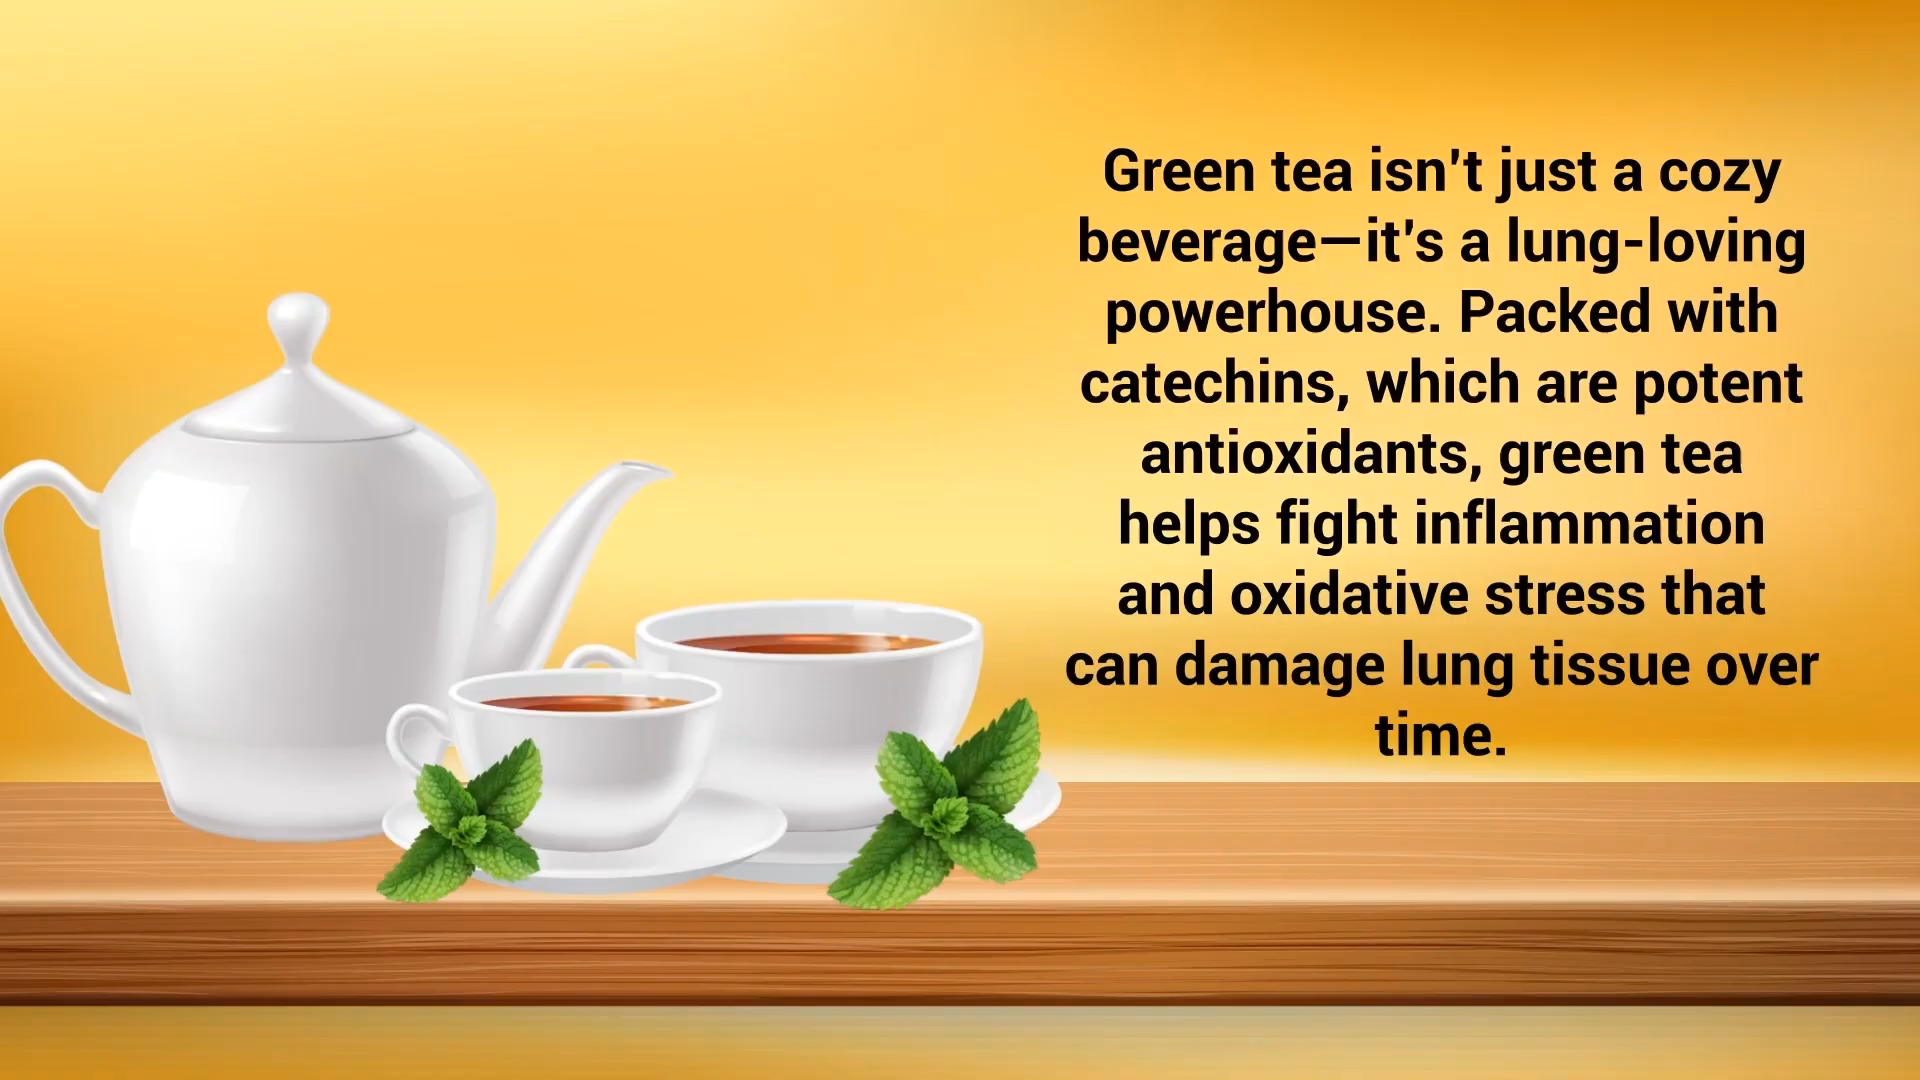 Green tea isn't just a cozy
beverage—it's a lung-loving
powerhouse. Packed with
catechins, which are potent
antioxidants, green tea
helps fight inflammation
and oxidative stress that
can damage lung tissue over
time.